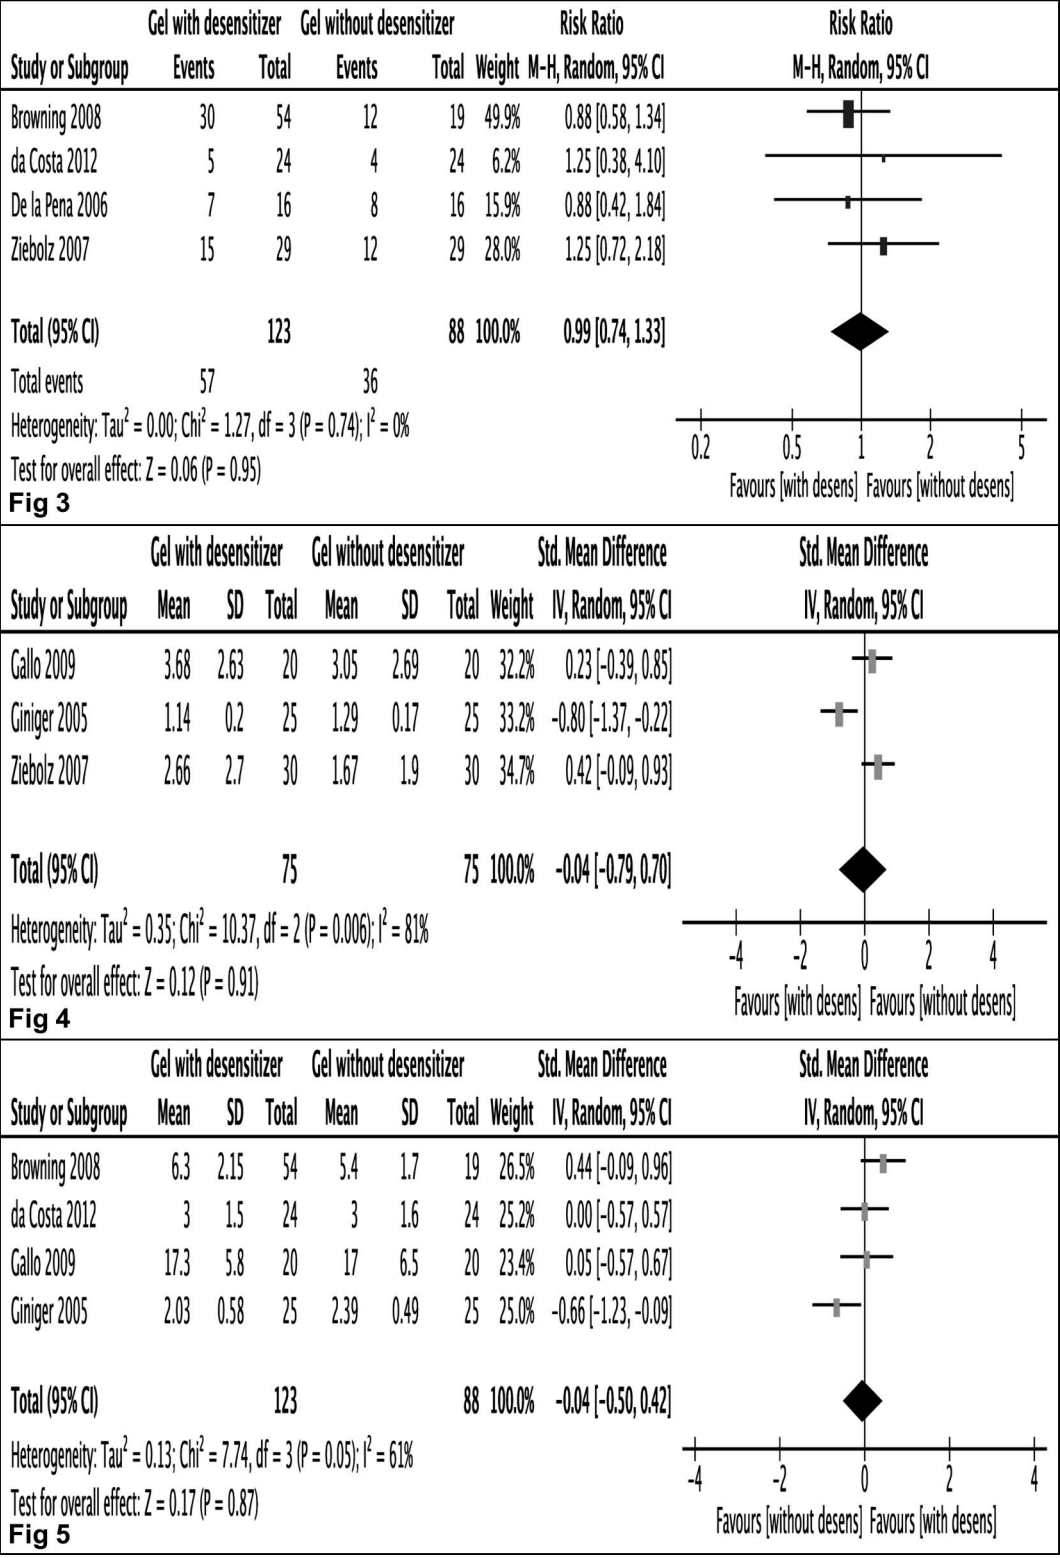 Gel with desensitizer Gel without desensitizer Risk Ratio Risk Ratio
Study or Subgroup Events Total Events Total Weight M-H, Random, 95% CI M-H, Random, 95% CI
Browning 2008 30 54 12 19 49.9% 0.88 [0.58, 1.34]
da Costa 2012 5 24 4 24 6.2% 1.25 [0.38, 4.10]
De la Pena 2006 7 16 8 16 15.9% 0.88 [0.42, 1.84]
Ziebolz 2007 15 29 12 29 28.0% 1.25 [0.72, 2.18]
Total (95% CI) 123 88 100.0% 0.99 [0.74, 1.33]
Total events 57 36
Heterogeneity: Tau² = 0.00; Chi² = 1.27, df = 3 (P = 0.74); I² = 0%
0.2 0.5 1 2 5
Test for overall effect: Z = 0.06 (P = 0.95)
Favours [with desens] Favours [without desens]
Fig 3
Gel with desensitizer Gel without desensitizer Std. Mean Difference Std. Mean Difference
Study or Subgroup Mean SD Total Mean SD Total Weight IV, Random, 95% CI IV, Random, 95% CI
Gallo 2009 3.68 2.63 20 3.05 2.69 20 32.2% 0.23 [-0.39, 0.85]
Giniger 2005 1.14 0.2 25 1.29 0.17 25 33.2% -0.80 [-1.37, -0.22]
Ziebolz 2007 2.66 2.7 30 1.67 1.9 30 34.7% 0.42 [-0.09, 0.93]
Total (95% CI) 75 75 100.0% -0.04 [-0.79, 0.70]
Heterogeneity: Tau² = 0.35; Chi² = 10.37, df = 2 (P = 0.006); I² = 81%
-4 -2 0 2 4
Test for overall effect: Z = 0.12 (P = 0.91)
Favours [with desens] Favours [without desens]
Fig 4
Gel with desensitizer Gel without desensitizer Std. Mean Difference Std. Mean Difference
Study or Subgroup Mean SD Total Mean SD Total Weight IV, Random, 95% CI IV, Random, 95% CI
Browning 2008 6.3 2.15 54 5.4 1.7 19 26.5% 0.44 [-0.09, 0.96]
da Costa 2012 3 1.5 24 3 1.6 24 25.2% 0.00 [-0.57, 0.57]
Gallo 2009 17.3 5.8 20 17 6.5 20 23.4% 0.05 [-0.57, 0.67]
Giniger 2005 2.03 0.58 25 2.39 0.49 25 25.0% -0.66 [-1.23, -0.09]
Total (95% CI) 123 88 100.0% -0.04 [-0.50, 0.42]
Heterogeneity: Tau² = 0.13; Chi² = 7.74, df = 3 (P = 0.05); I² = 61%
-4 -2 0 2 4
Test for overall effect: Z = 0.17 (P = 0.87)
Favours [without desens] Favours [with desens]
Fig 5